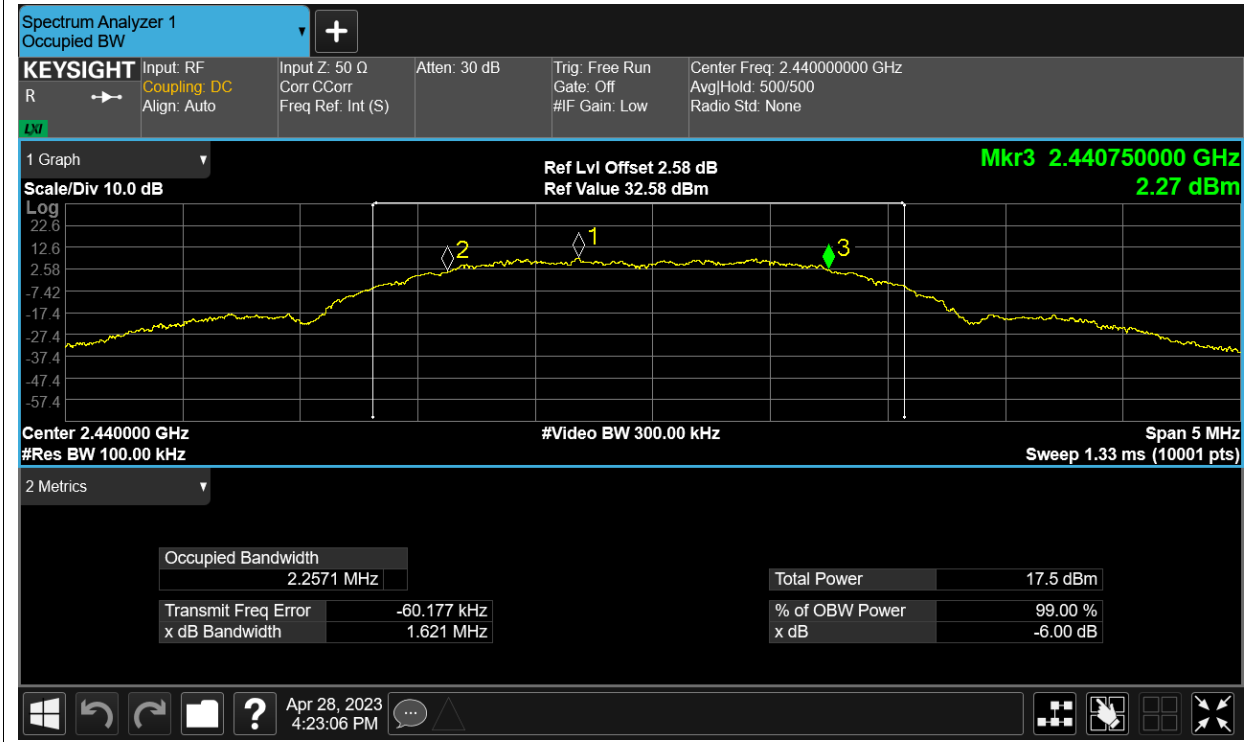 Spectrum Analyzer 1
Occupied BW
KEYSIGHT
R
LXI
Input: RF
Coupling: DC
Align: Auto
Input Z: 50 Ω
Corr CCorr
Freq Ref: Int (S)
Atten: 30 dB
Trig: Free Run
Gate: Off
#IF Gain: Low
Center Freq: 2.440000000 GHz
Avg|Hold: 500/500
Radio Std: None
1 Graph
Scale/Div 10.0 dB
Ref Lvl Offset 2.58 dB
Ref Value 32.58 dBm
Mkr3 2.440750000 GHz
2.27 dBm
Log
22.6
12.6
2.58
-7.42
-17.4
-27.4
-37.4
-47.4
-57.4
2
1
3
Center 2.440000 GHz
#Res BW 100.00 kHz
#Video BW 300.00 kHz
Span 5 MHz
Sweep 1.33 ms (10001 pts)
2 Metrics
Occupied Bandwidth
2.2571 MHz
Transmit Freq Error -60.177 kHz
x dB Bandwidth 1.621 MHz
Total Power 17.5 dBm
% of OBW Power 99.00 %
x dB -6.00 dB
?
Apr 28, 2023
4:23:06 PM